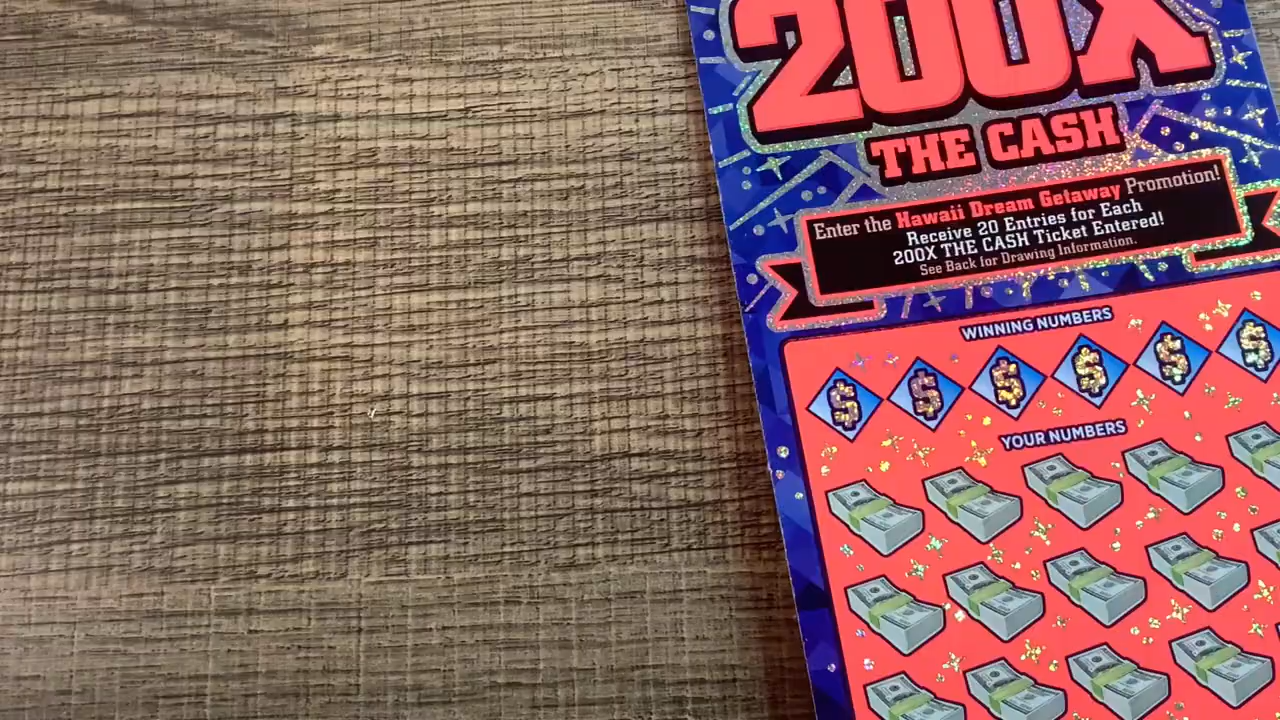 200X
THE CASH
Enter the Hawaii Dream Getaway Promotion!
Receive 20 Entries for Each
200X THE CASH Ticket Entered!
See Back for Drawing Information.
WINNING NUMBERS
$ $ $ $ $ $
YOUR NUMBERS